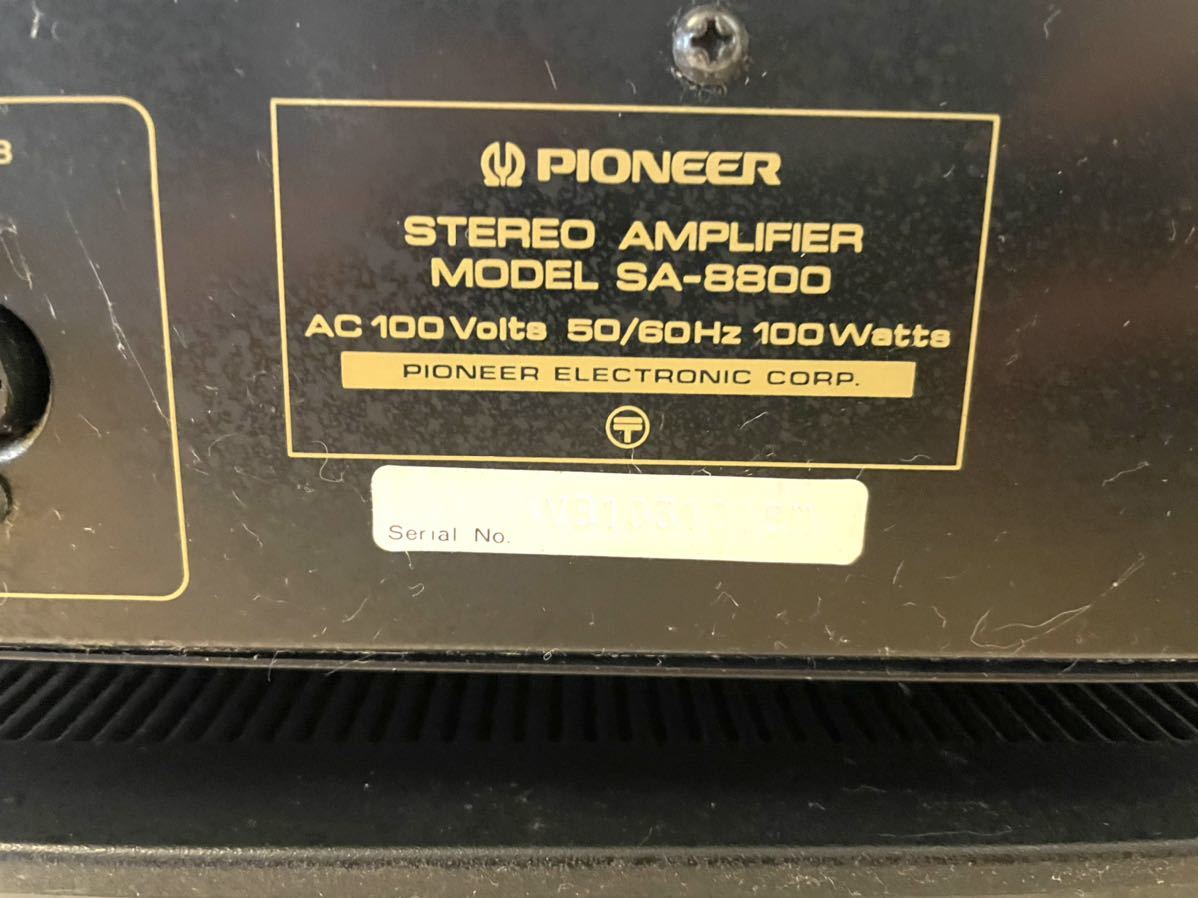 B
PIONEER
STEREO AMPLIFIER
MODEL SA-8800
AC 100 Volts 50/60Hz 100 Watts
PIONEER ELECTRONIC CORP.
Serial No.